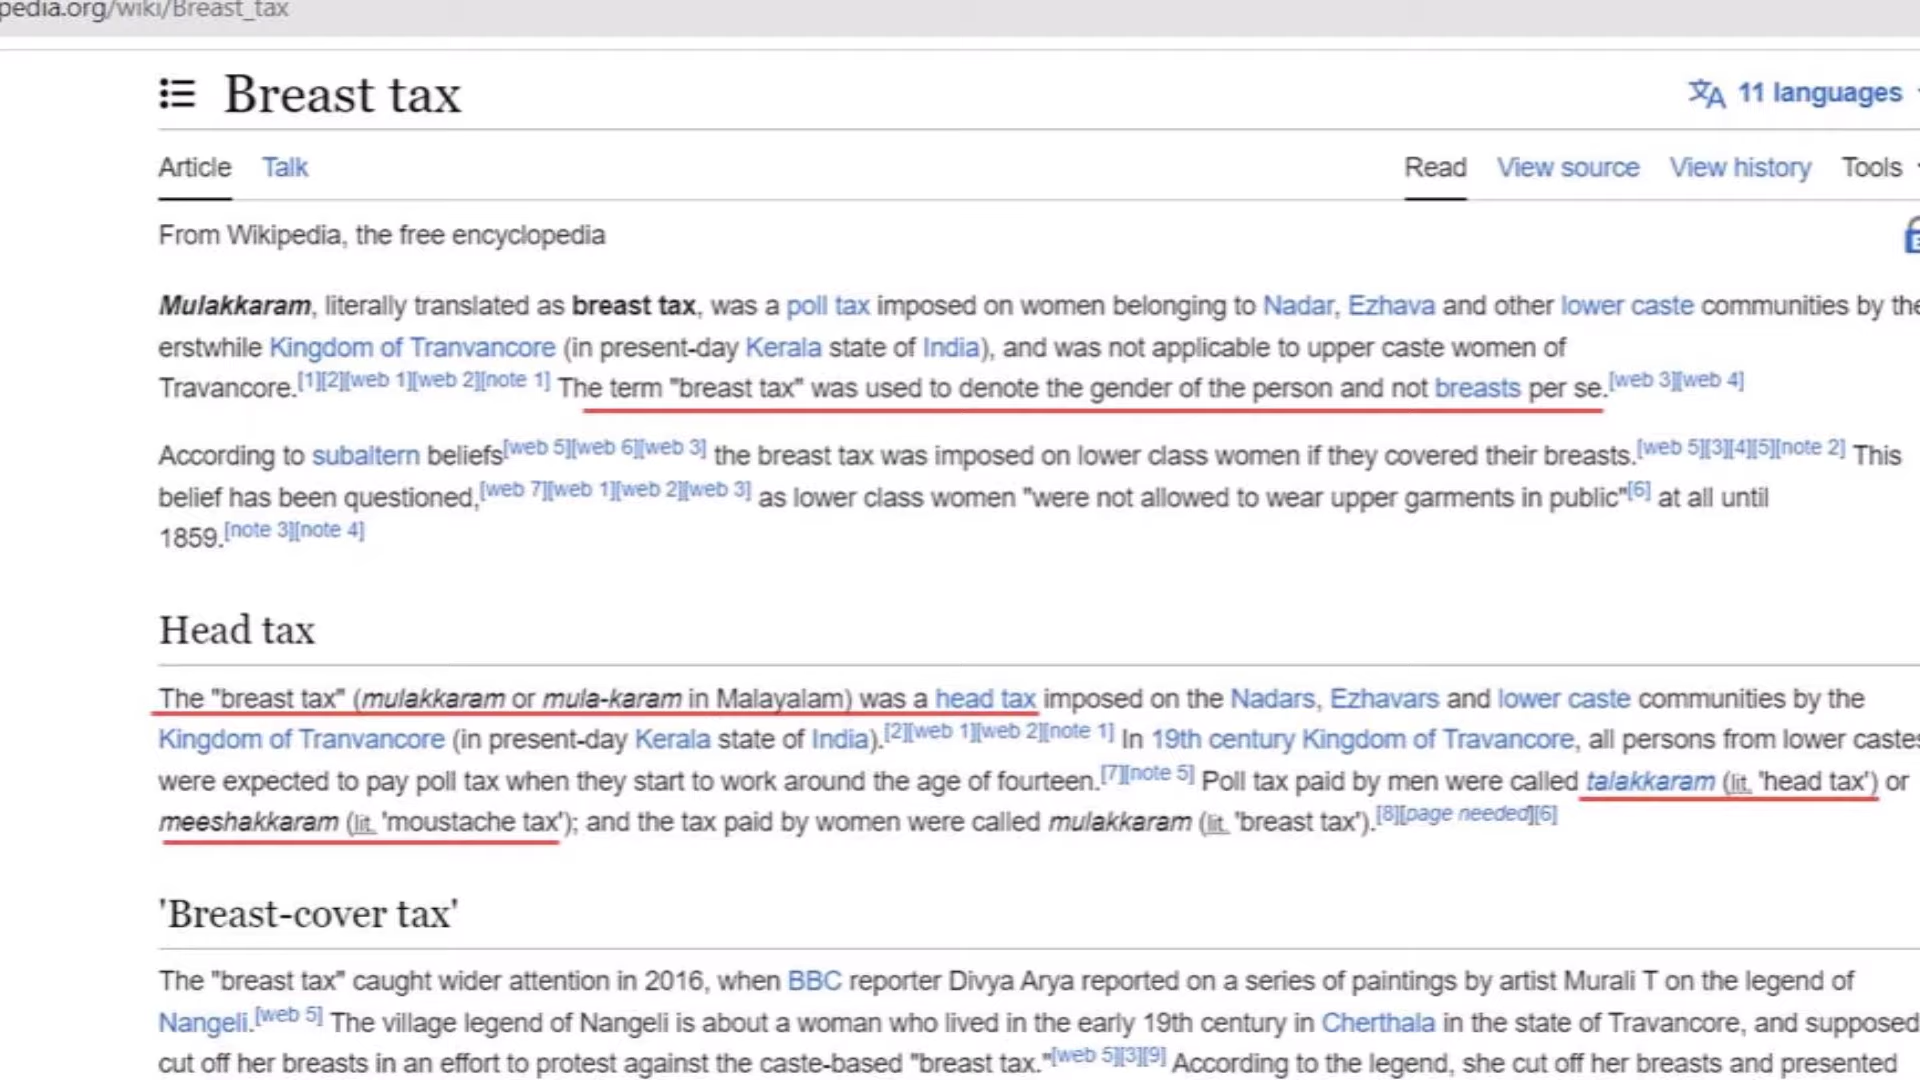 pedia.org/wiki/Breast_tax
Breast tax
11 languages
Article Talk Read View source View history Tools
From Wikipedia, the free encyclopedia
Mulakkaram, literally translated as breast tax, was a poll tax imposed on women belonging to Nadar, Ezhava and other lower caste communities by the
erstwhile Kingdom of Tranvancore (in present-day Kerala state of India), and was not applicable to upper caste women of
Travancore.[1][2][web 1][web 2][note 1] The term "breast tax" was used to denote the gender of the person and not breasts per se.[web 3][web 4]
According to subaltern beliefs[web 5][web 6][web 3] the breast tax was imposed on lower class women if they covered their breasts.[web 5][3][4][5][note 2] This
belief has been questioned,[web 7][web 1][web 2][web 3] as lower class women "were not allowed to wear upper garments in public"[6] at all until
1859.[note 3][note 4]
Head tax
The "breast tax" (mulakkaram or mula-karam in Malayalam) was a head tax imposed on the Nadars, Ezhavars and lower caste communities by the
Kingdom of Tranvancore (in present-day Kerala state of India).[2][web 1][web 2][note 1] In 19th century Kingdom of Travancore, all persons from lower castes
were expected to pay poll tax when they start to work around the age of fourteen.[7][note 5] Poll tax paid by men were called talakkaram (lit. 'head tax') or
meeshakkaram (lit. 'moustache tax'); and the tax paid by women were called mulakkaram (lit. 'breast tax').[8][page needed][6]
'Breast-cover tax'
The "breast tax" caught wider attention in 2016, when BBC reporter Divya Arya reported on a series of paintings by artist Murali T on the legend of
Nangeli.[web 5] The village legend of Nangeli is about a woman who lived in the early 19th century in Cherthala in the state of Travancore, and supposed
cut off her breasts in an effort to protest against the caste-based "breast tax."[web 5][3][9] According to the legend, she cut off her breasts and presented